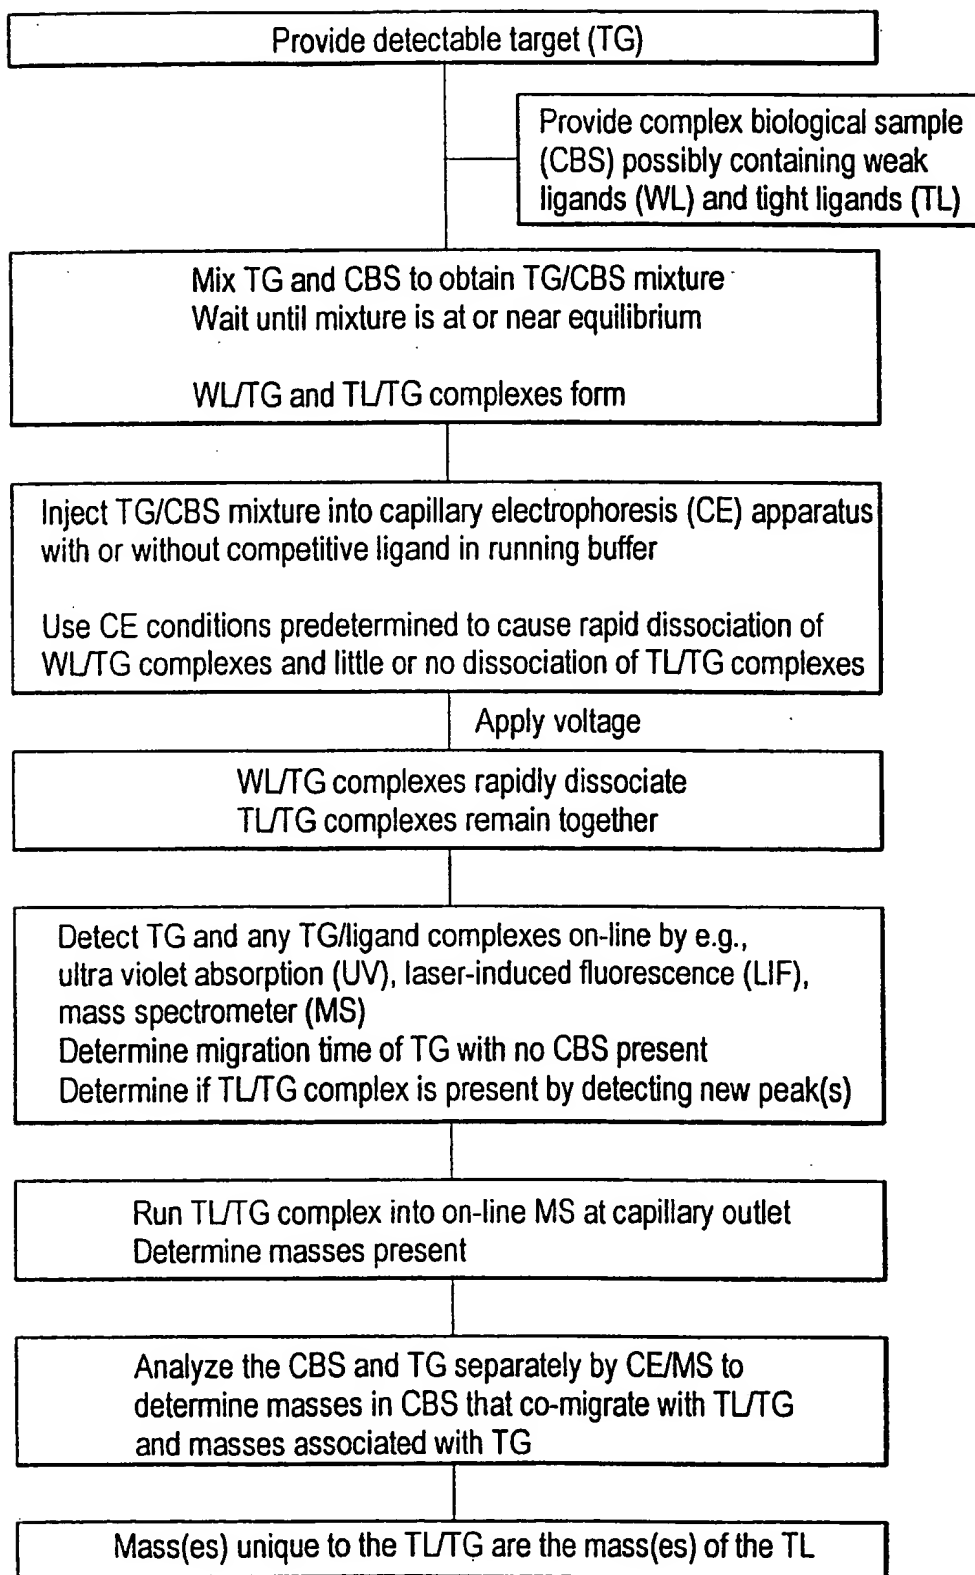 Provide detectable target (TG)
Provide complex biological sample
(CBS) possibly containing weak
ligands (WL) and tight ligands (TL)
Mix TG and CBS to obtain TG/CBS mixture
Wait until mixture is at or near equilibrium
WL/TG and TL/TG complexes form
Inject TG/CBS mixture into capillary electrophoresis (CE) apparatus
with or without competitive ligand in running buffer
Use CE conditions predetermined to cause rapid dissociation of
WL/TG complexes and little or no dissociation of TL/TG complexes
Apply voltage
WL/TG complexes rapidly dissociate
TL/TG complexes remain together
Detect TG and any TG/ligand complexes on-line by e.g.,
ultra violet absorption (UV), laser-induced fluorescence (LIF),
mass spectrometer (MS)
Determine migration time of TG with no CBS present
Determine if TL/TG complex is present by detecting new peak(s)
Run TL/TG complex into on-line MS at capillary outlet
Determine masses present
Analyze the CBS and TG separately by CE/MS to
determine masses in CBS that co-migrate with TL/TG
and masses associated with TG
Mass(es) unique to the TL/TG are the mass(es) of the TL